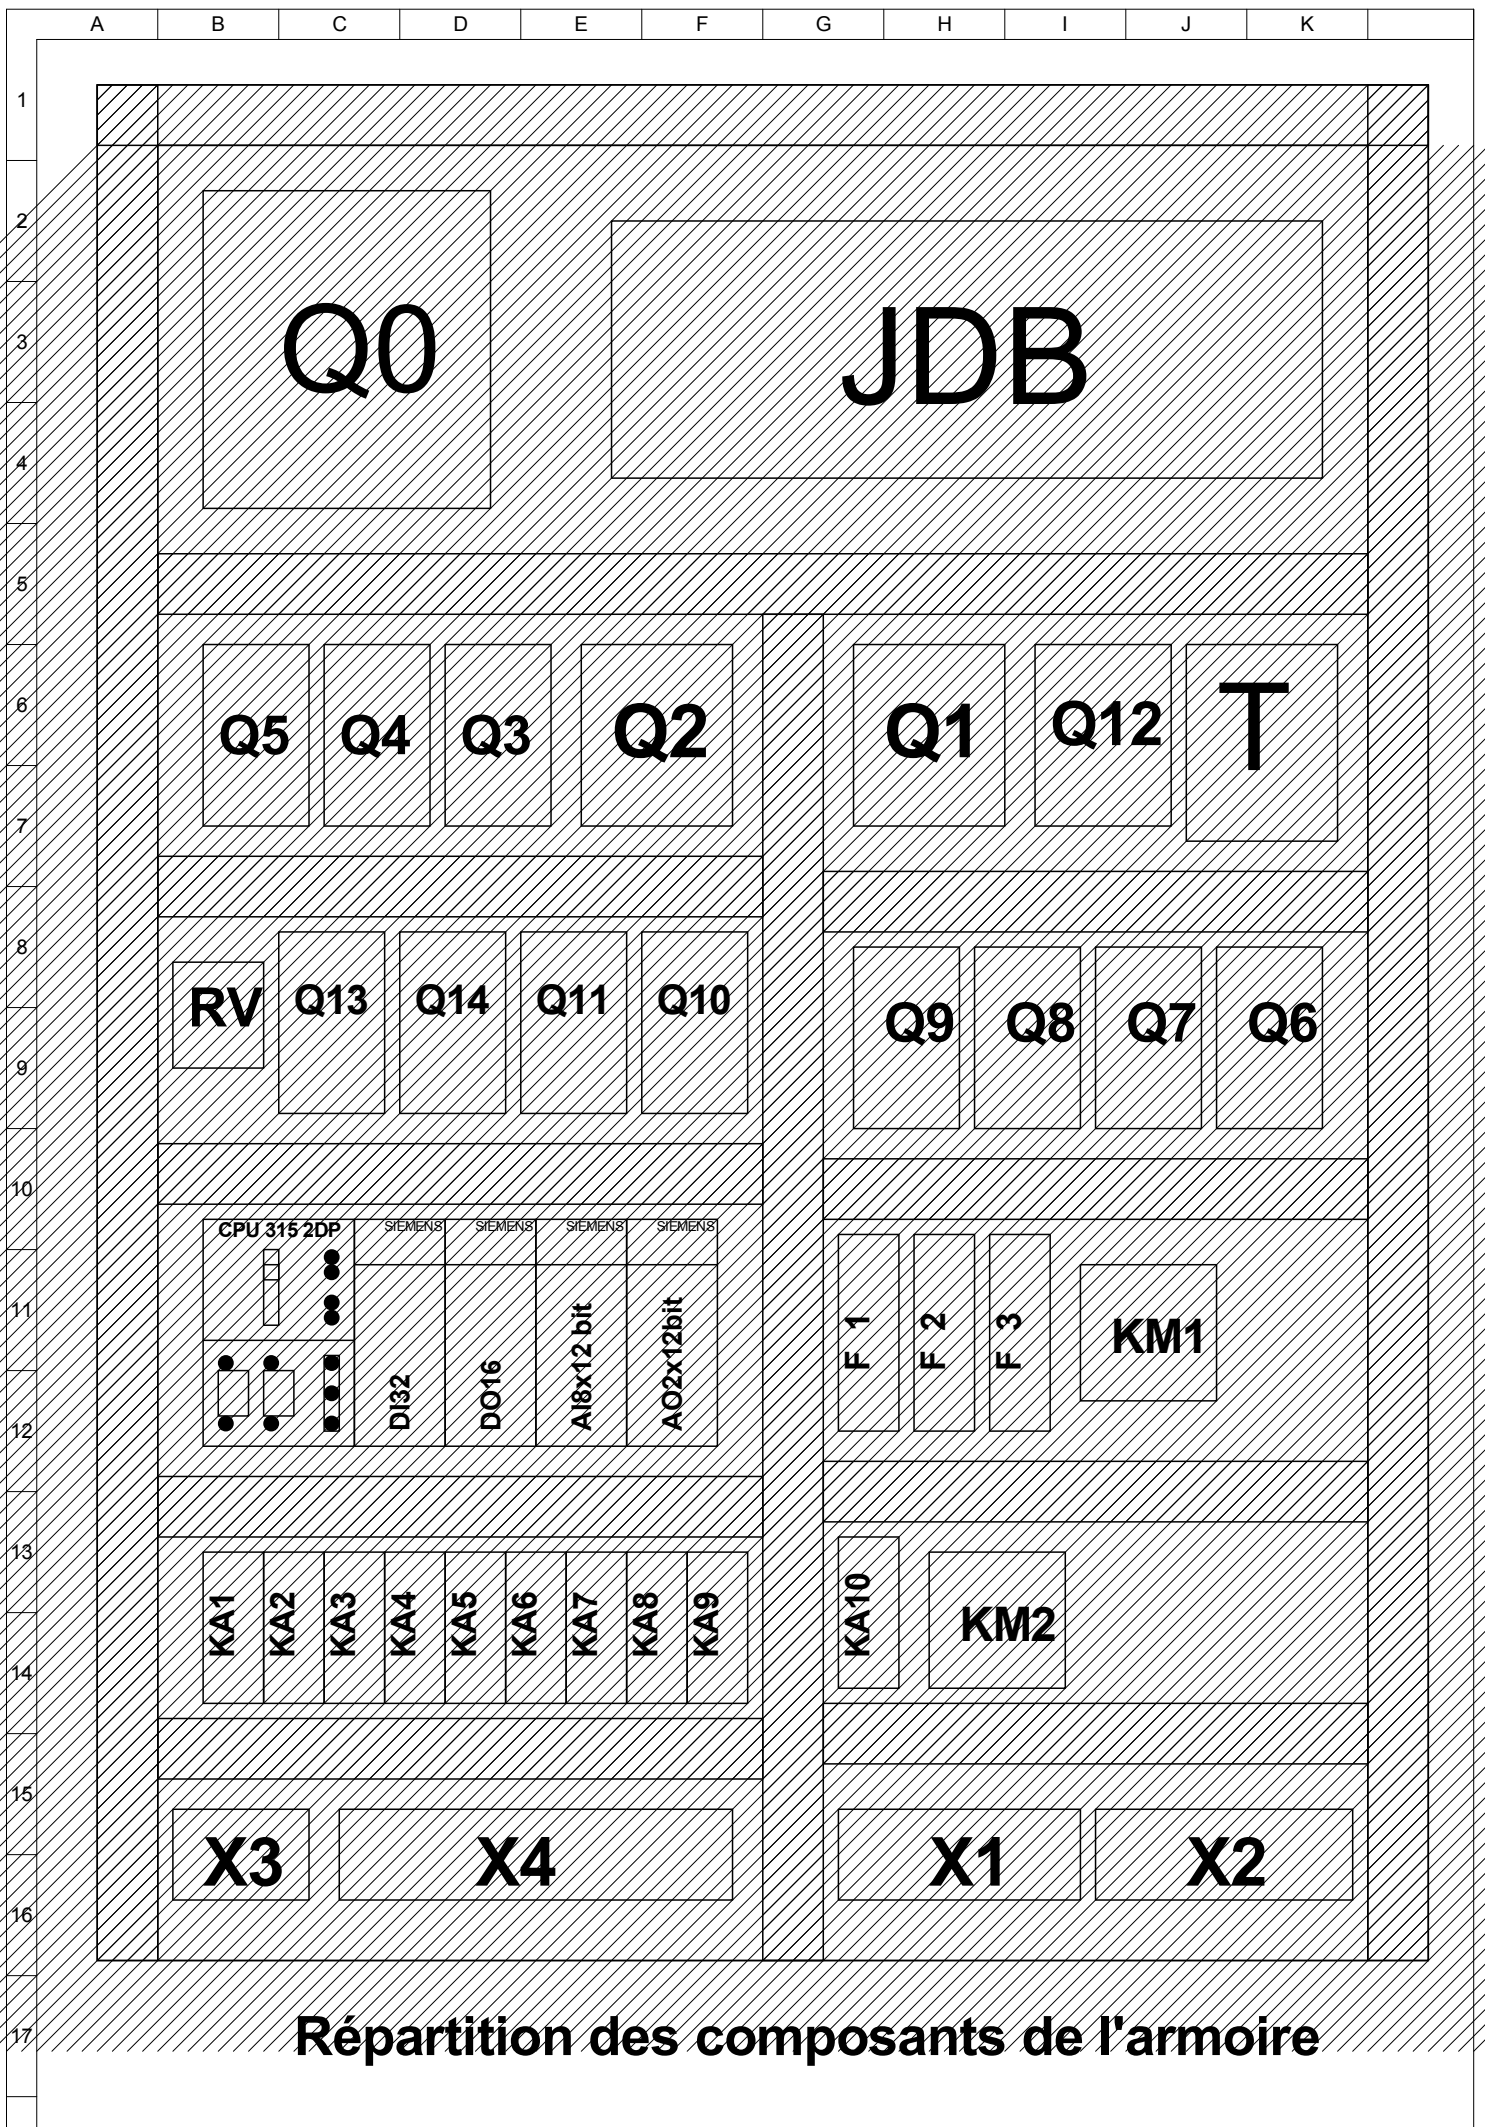 A B C D E F G H I J K
1
2
Q0 JDB
3
4
5
6
Q5 Q4 Q3 Q2 Q1 Q12 T
7
8
RV Q13 Q14 Q11 Q10 Q9 Q8 Q7 Q6
9
10
CPU 315 2DP SIEMENS SIEMENS SIEMENS SIEMENS
11
DI32 DO16 AI8x12 bit AO2x12bit F 1 F 2 F 3 KM1
12
13
KA1 KA2 KA3 KA4 KA5 KA6 KA7 KA8 KA9 KA10 KM2
14
15
X3 X4 X1 X2
16
17
Répartition des composants de l'armoire